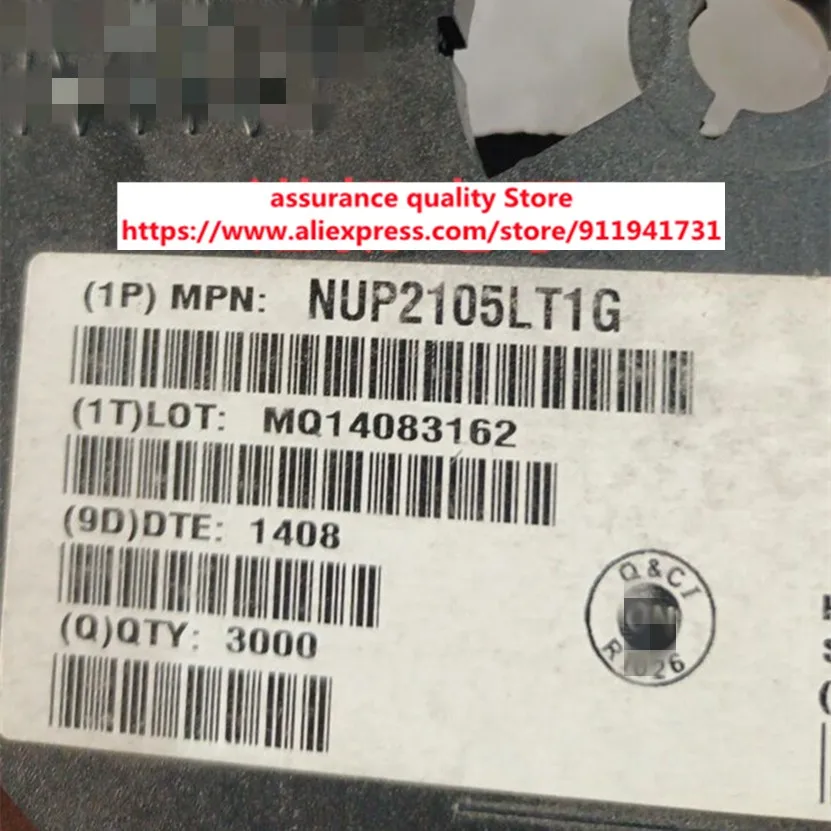 assurance quality Store
https://www.aliexpress.com/store/911941731
(1P) MPN: NUP2105LT1G
(1T)LOT: MQ14083162
(9D)DTE: 1408
(Q)QTY: 3000
Q&CI